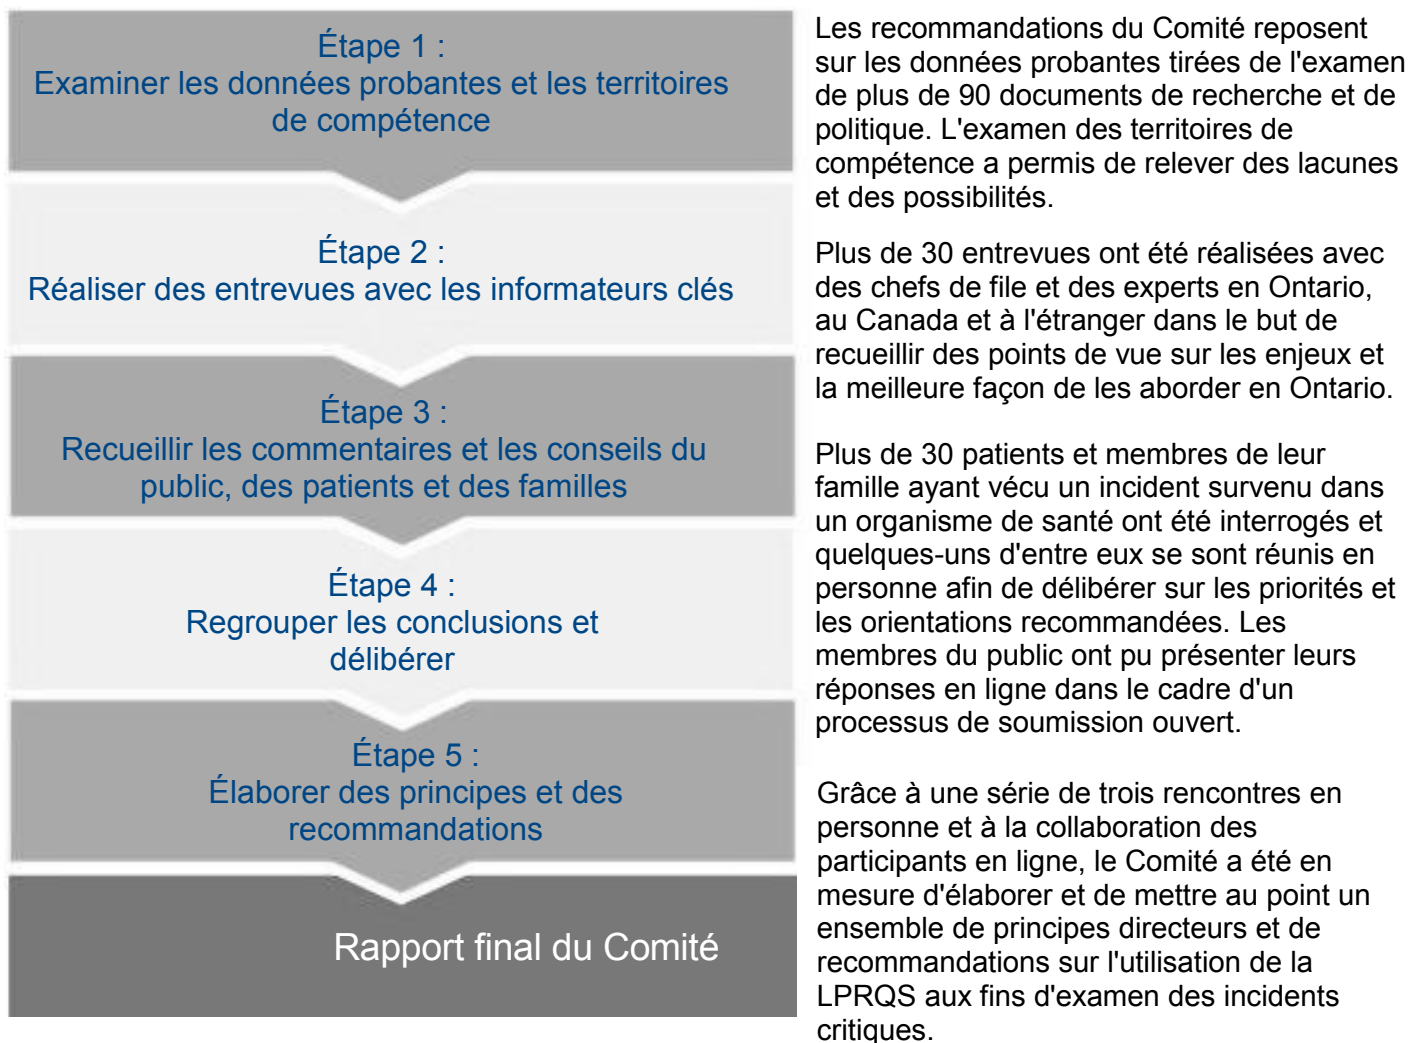 Étape 1 :
Examiner les données probantes et les territoires
de compétence
Les recommandations du Comité reposent
sur les données probantes tirées de l'examen
de plus de 90 documents de recherche et de
politique. L'examen des territoires de
compétence a permis de relever des lacunes
et des possibilités.
Étape 2 :
Réaliser des entrevues avec les informateurs clés
Plus de 30 entrevues ont été réalisées avec
des chefs de file et des experts en Ontario,
au Canada et à l'étranger dans le but de
recueillir des points de vue sur les enjeux et
la meilleure façon de les aborder en Ontario.
Étape 3 :
Recueillir les commentaires et les conseils du
public, des patients et des familles
Plus de 30 patients et membres de leur
famille ayant vécu un incident survenu dans
un organisme de santé ont été interrogés et
quelques-uns d'entre eux se sont réunis en
personne afin de délibérer sur les priorités et
les orientations recommandées. Les
membres du public ont pu présenter leurs
réponses en ligne dans le cadre d'un
processus de soumission ouvert.
Étape 4 :
Regrouper les conclusions et
délibérer
Étape 5 :
Élaborer des principes et des
recommandations
Grâce à une série de trois rencontres en
personne et à la collaboration des
participants en ligne, le Comité a été en
mesure d'élaborer et de mettre au point un
ensemble de principes directeurs et de
recommandations sur l'utilisation de la
LPRQS aux fins d'examen des incidents
critiques.
Rapport final du Comité